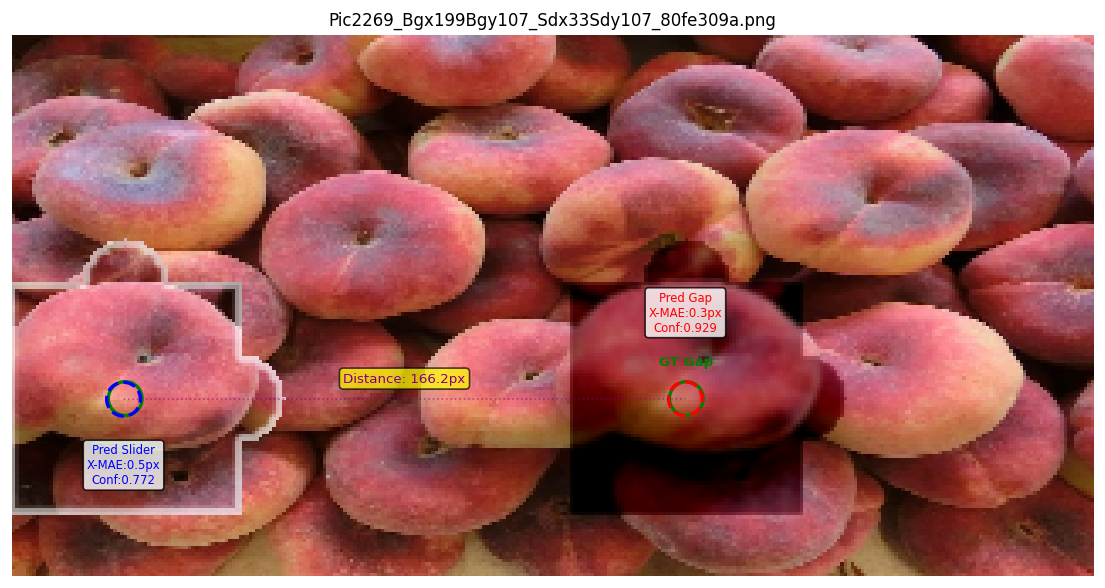 Pic2269_Bgx199Bgy107_Sdx33Sdy107_80fe309a.png
Pred Gap
X-MAE:0.3px
Conf:0.929
GT Gap
Distance: 166.2px
Pred Slider
X-MAE:0.5px
Conf:0.772